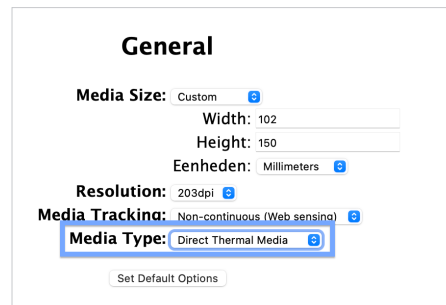 General
Media Size: Custom
Width: 102
Height: 150
Eenheden: Millimeters
Resolution: 203dpi
Media Tracking: Non-continuous (Web sensing)
Media Type: Direct Thermal Media
Set Default Options